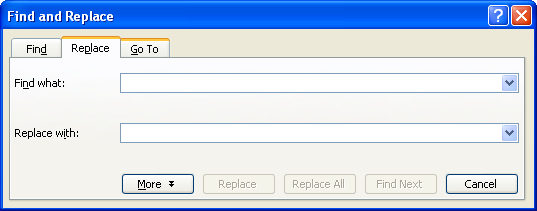 Find and Replace
Find Replace Go To
Find what:
Replace with:
More Replace Replace All Find Next Cancel